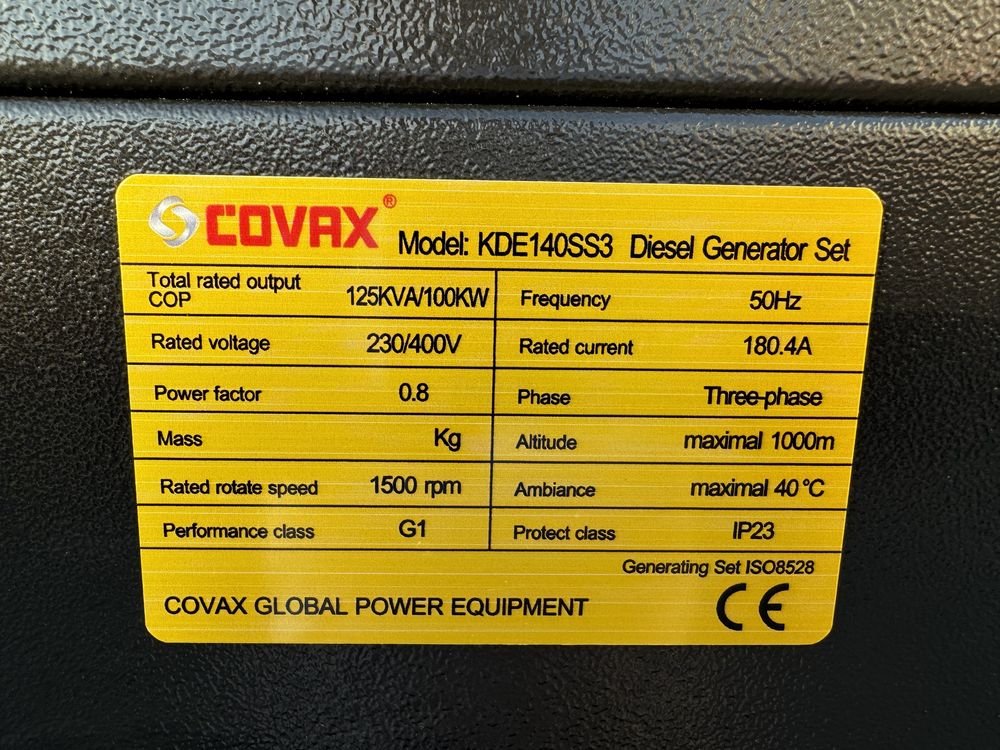 COVAX® Model: KDE140SS3 Diesel Generator Set
Total rated output COP 125KVA/100KW Frequency 50Hz
Rated voltage 230/400V Rated current 180.4A
Power factor 0.8 Phase Three-phase
Mass Kg Altitude maximal 1000m
Rated rotate speed 1500 rpm Ambiance maximal 40°C
Performance class G1 Protect class IP23
Generating Set ISO8528
COVAX GLOBAL POWER EQUIPMENT CE